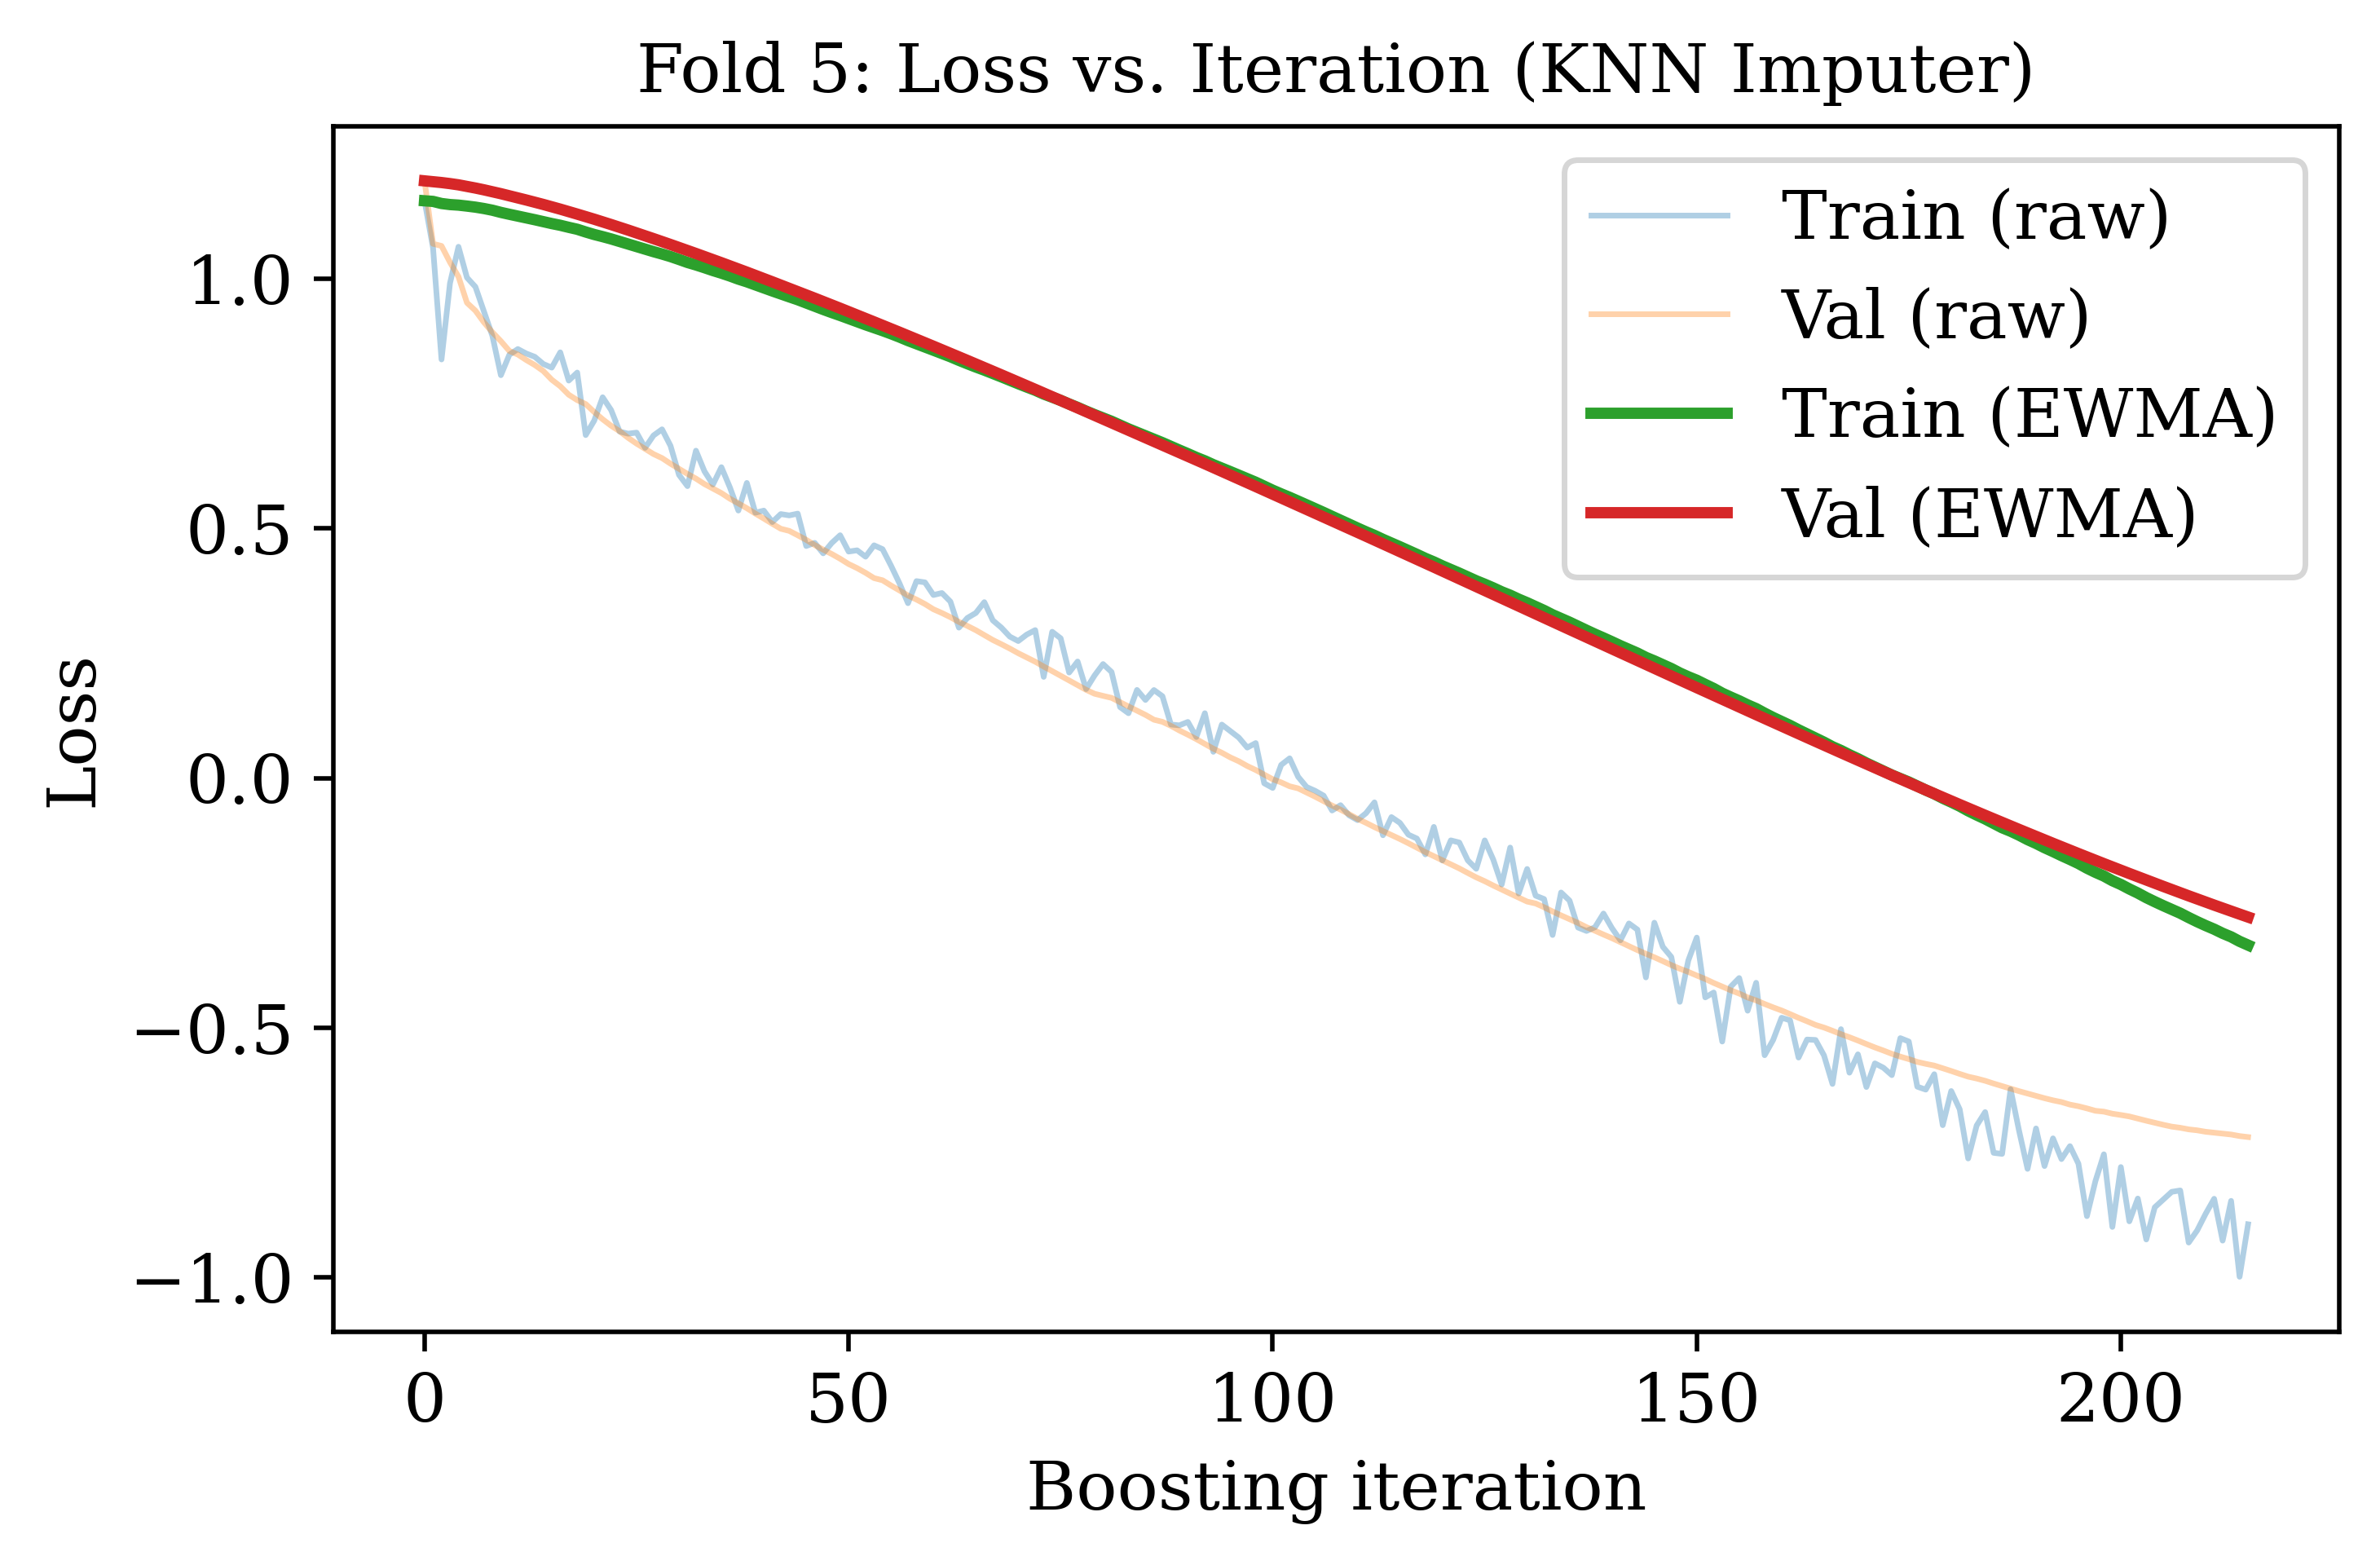 Fold 5: Loss vs. Iteration (KNN Imputer)
Train (raw)
Val (raw)
Train (EWMA)
Val (EWMA)
Loss
1.0
0.5
0.0
−0.5
−1.0
0 50 100 150 200
Boosting iteration